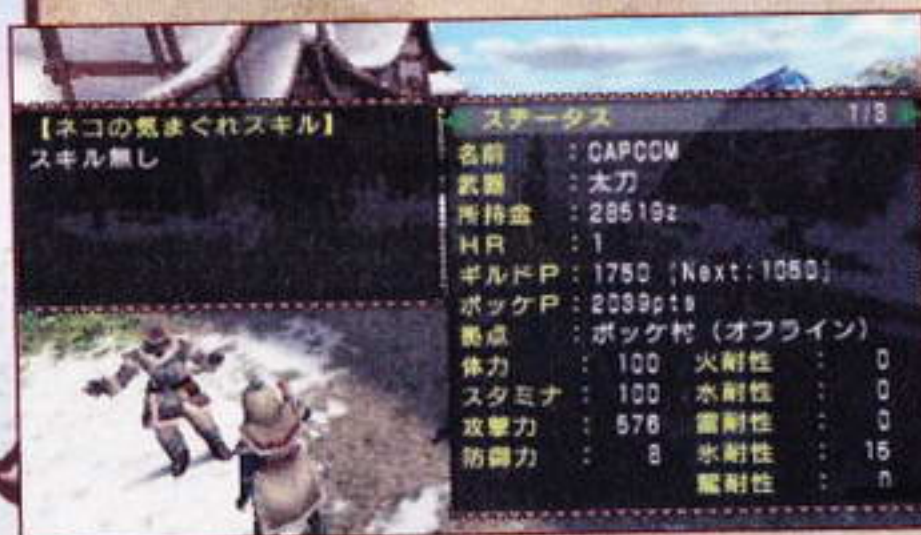 【ネコの気まぐれスキル】
スキル無し
ステータス 1/3
名前 : CAPCOM
武器 : 太刀
所持金 : 28519z
HR : 1
ギルドP : 1750 [Next:1050]
ポッケP : 2039pts
拠点 : ポッケ村 (オフライン)
体力 : 100 火耐性 : 0
スタミナ : 100 水耐性 : 0
攻撃力 : 576 雷耐性 : 0
防御力 : 8 氷耐性 : 15
龍耐性 : 0